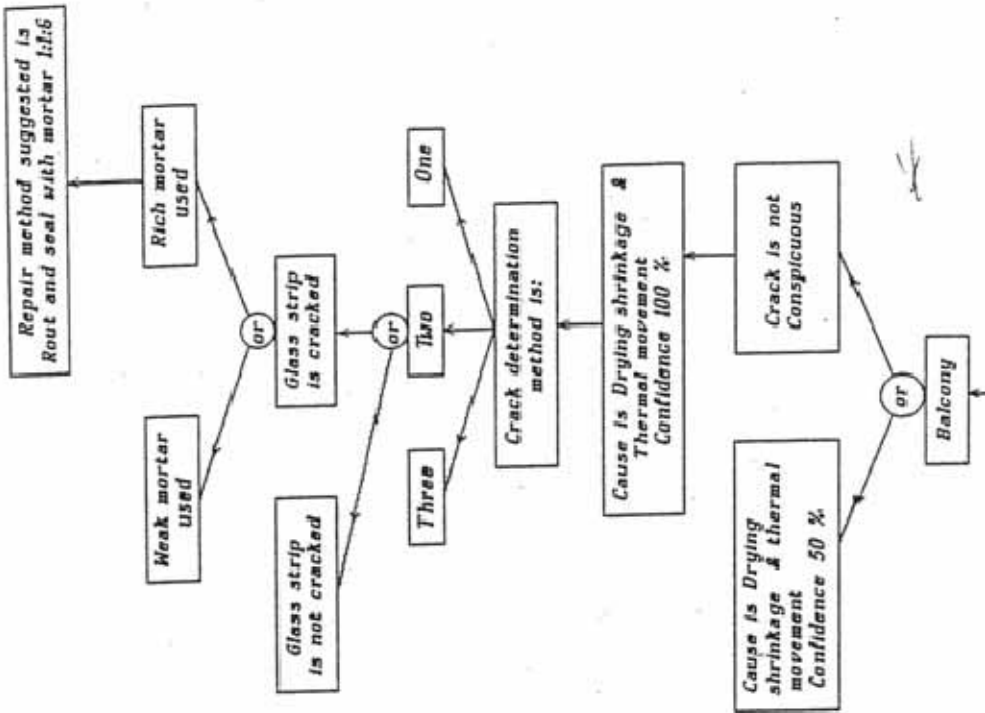 Repair method suggested is
Rout and seal with mortar 1:1:6
Weak mortar
used
Rich mortar
used
or
Glass strip
is not cracked
Glass strip
is cracked
or
Three
Two
One
Crack determination
method is:
Cause is Drying shrinkage &
Thermal movement
Confidence 100 %
Cause is Drying
shrinkage & thermal
movement
Confidence 50 %
Crack is not
Conspicuous
or
Balcony